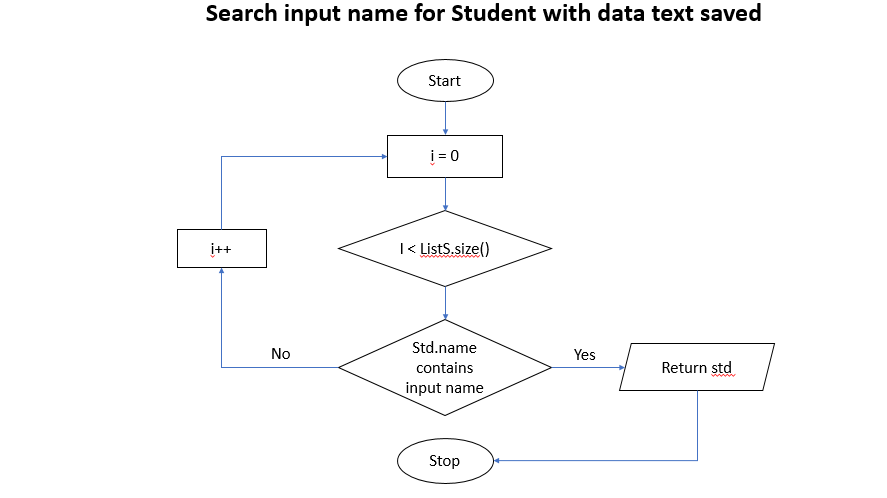 Search input name for Student with data text saved
Start
i = 0
i++
I < ListS.size()
No
Std.name
contains
input name
Yes
Return std
Stop